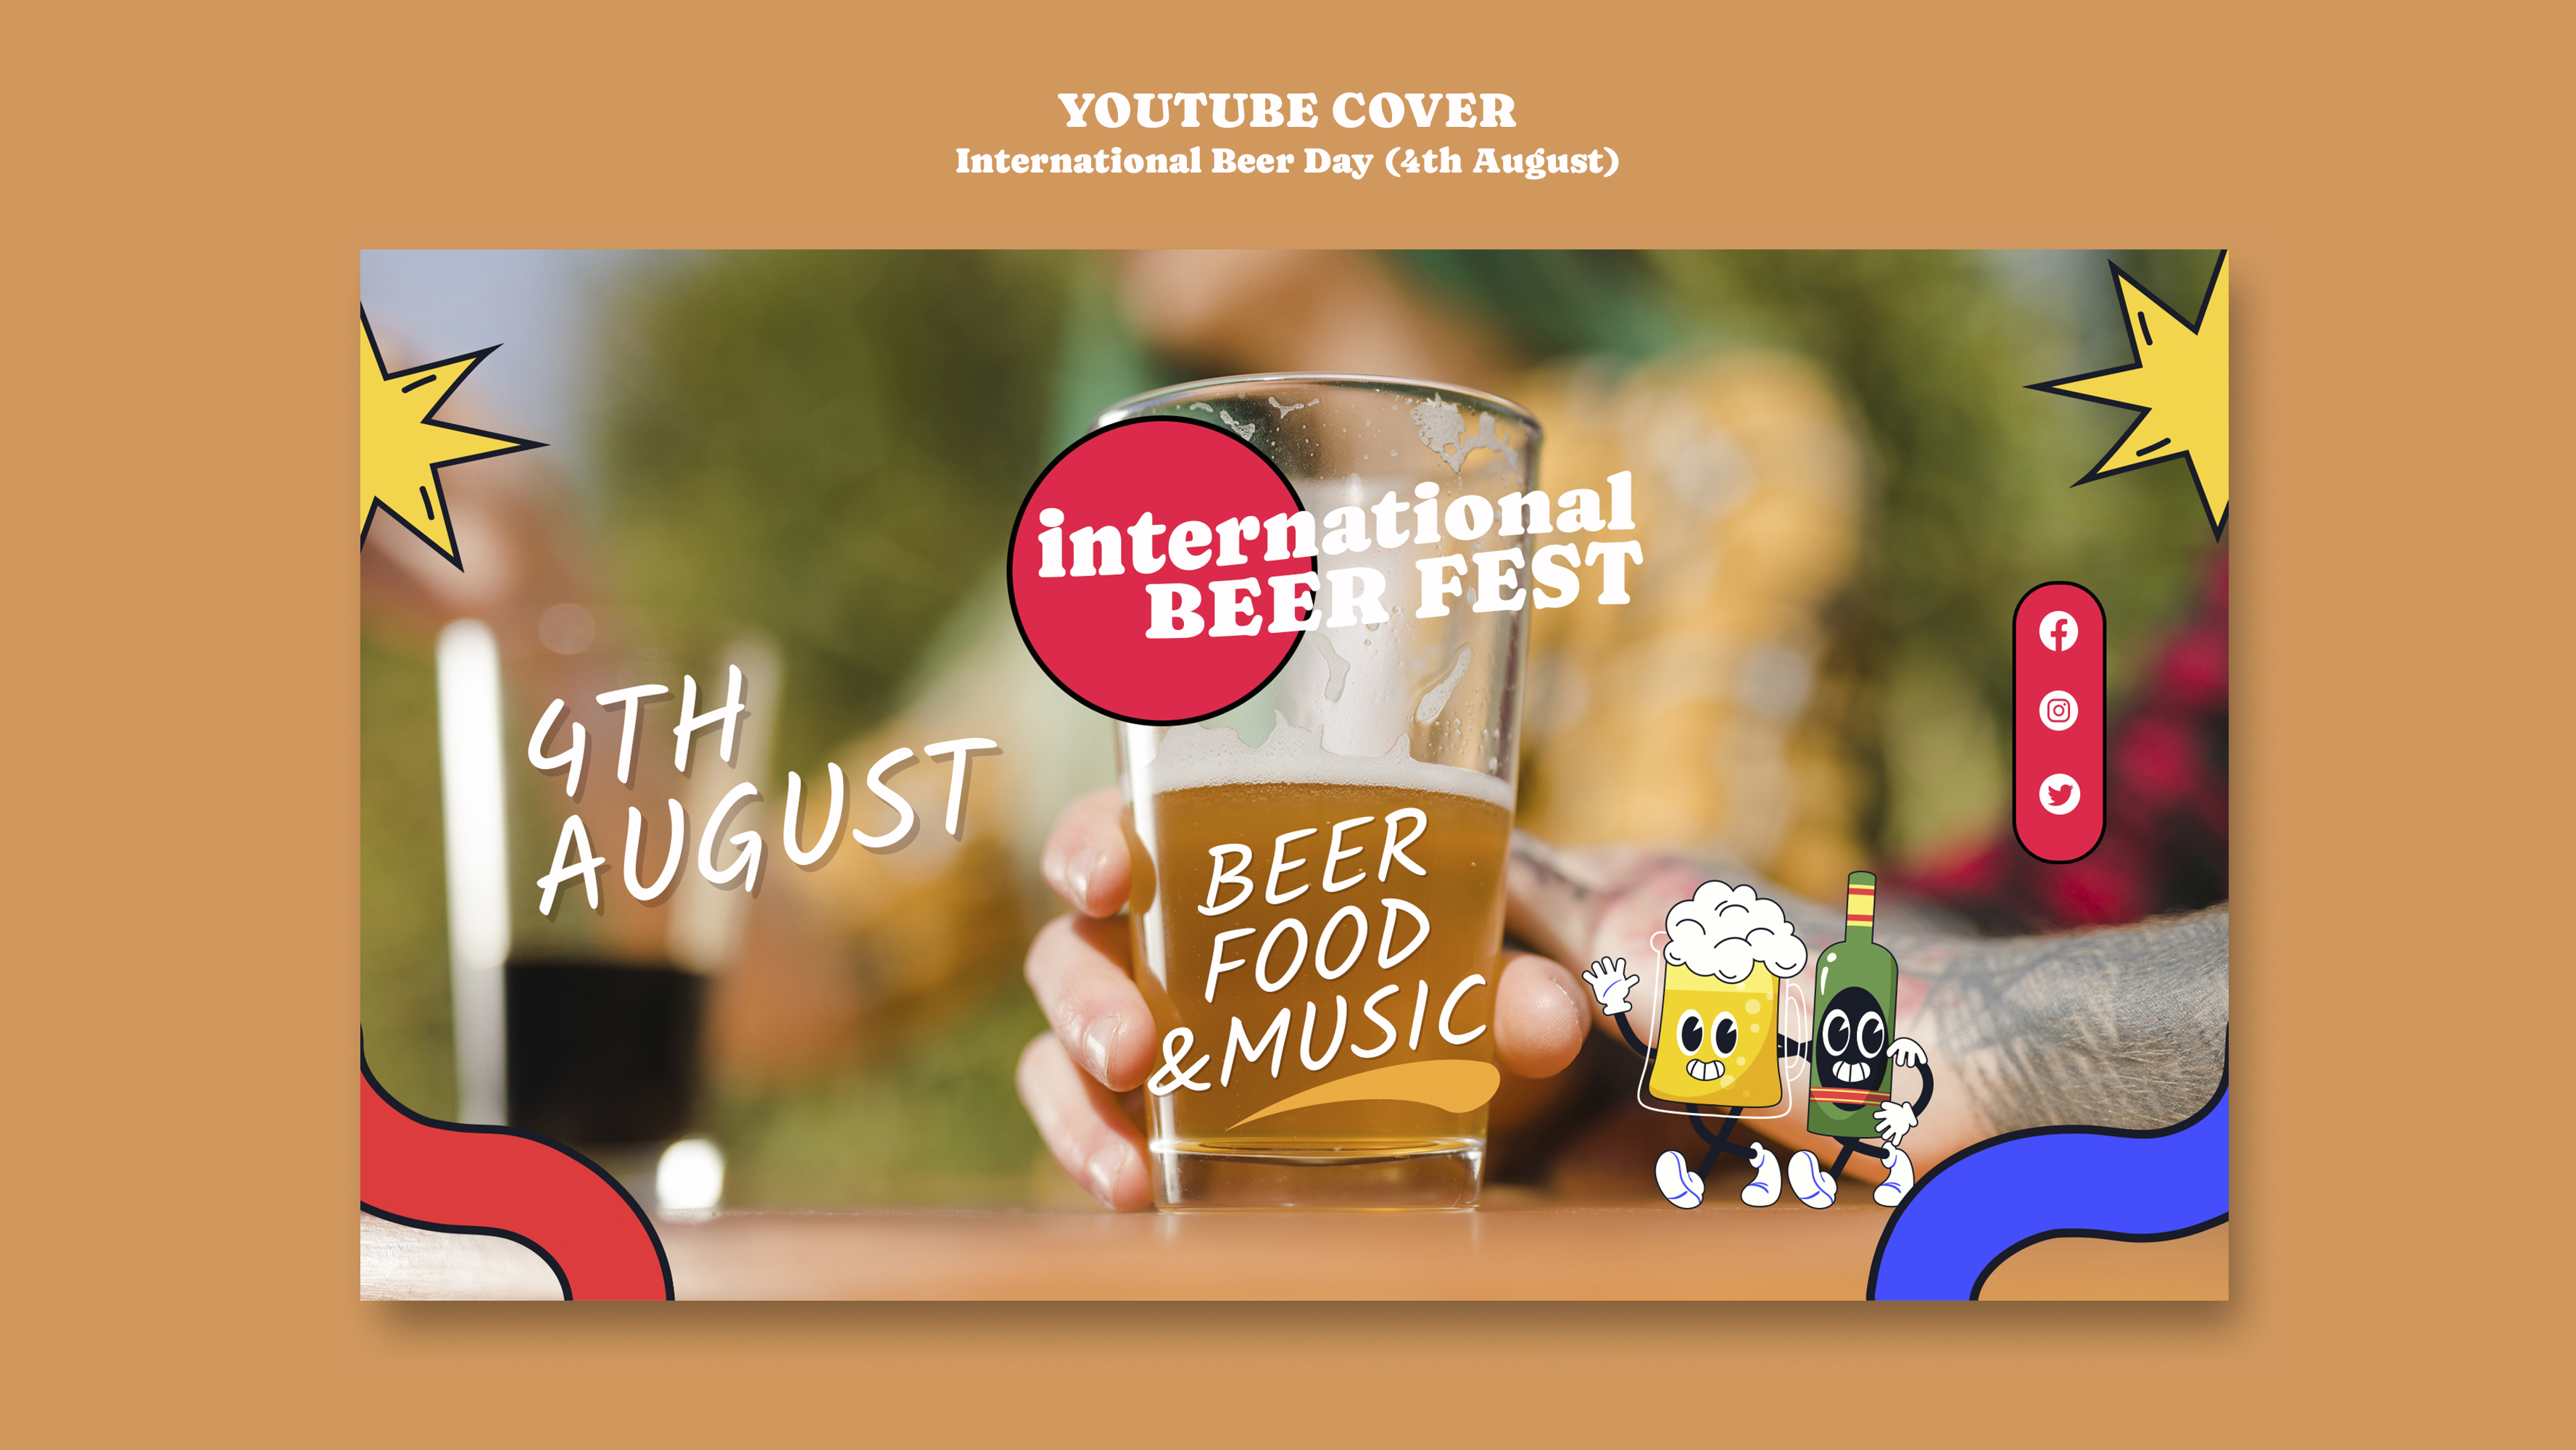 YOUTUBE COVER
International Beer Day (4th August)
international
BEER FEST
4TH
AUGUST
BEER
FOOD
&MUSIC